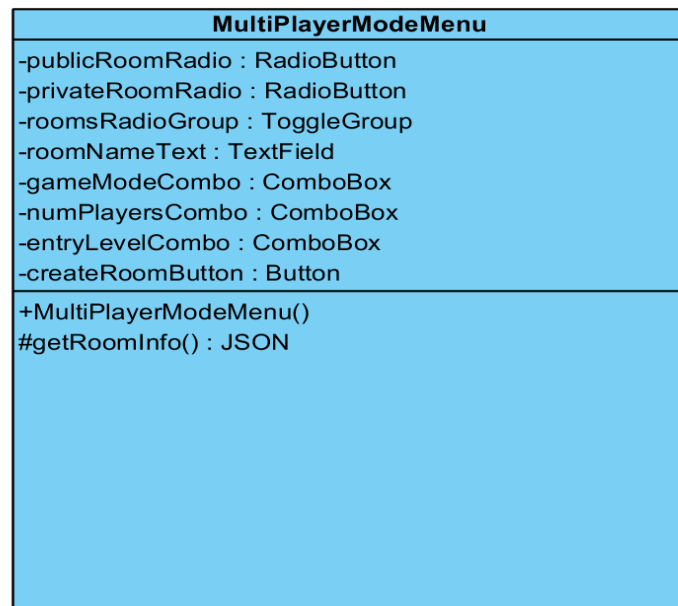 MultiPlayerModeMenu
-publicRoomRadio : RadioButton
-privateRoomRadio : RadioButton
-roomsRadioGroup : ToggleGroup
-roomNameText : TextField
-gameModeCombo : ComboBox
-numPlayersCombo : ComboBox
-entryLevelCombo : ComboBox
-createRoomButton : Button
+MultiPlayerModeMenu()
#getRoomInfo() : JSON